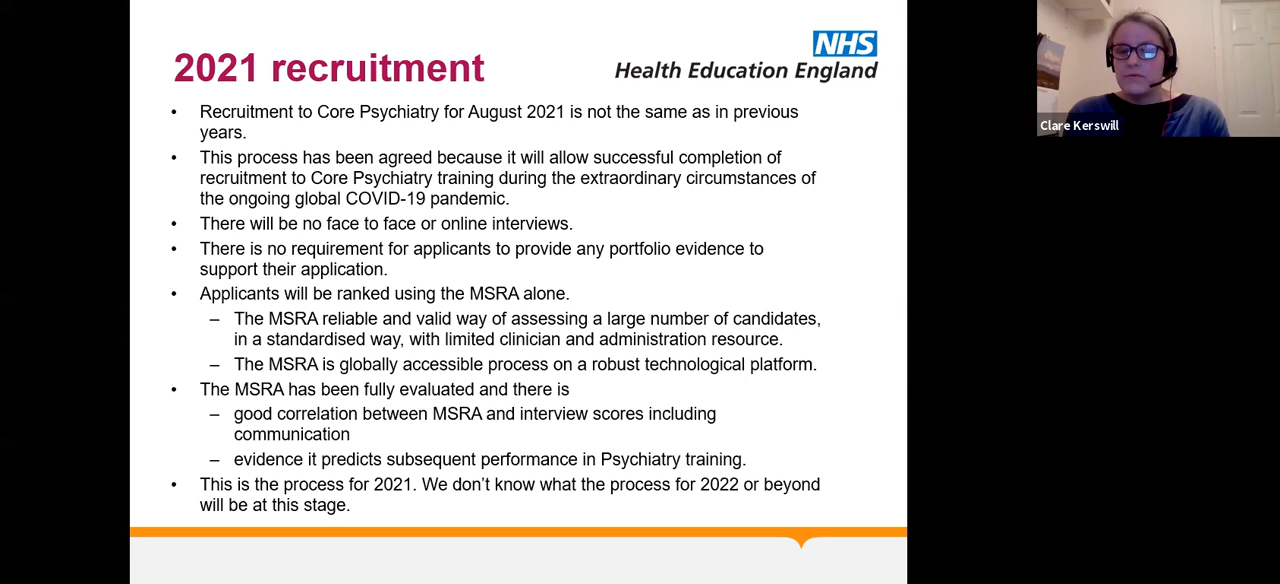 2021 recruitment
NHS
Health Education England
• Recruitment to Core Psychiatry for August 2021 is not the same as in previous
years.
• This process has been agreed because it will allow successful completion of
recruitment to Core Psychiatry training during the extraordinary circumstances of
the ongoing global COVID-19 pandemic.
• There will be no face to face or online interviews.
• There is no requirement for applicants to provide any portfolio evidence to
support their application.
• Applicants will be ranked using the MSRA alone.
– The MSRA reliable and valid way of assessing a large number of candidates,
in a standardised way, with limited clinician and administration resource.
– The MSRA is globally accessible process on a robust technological platform.
• The MSRA has been fully evaluated and there is
– good correlation between MSRA and interview scores including
communication
– evidence it predicts subsequent performance in Psychiatry training.
• This is the process for 2021. We don't know what the process for 2022 or beyond
will be at this stage.
Clare Kerswill